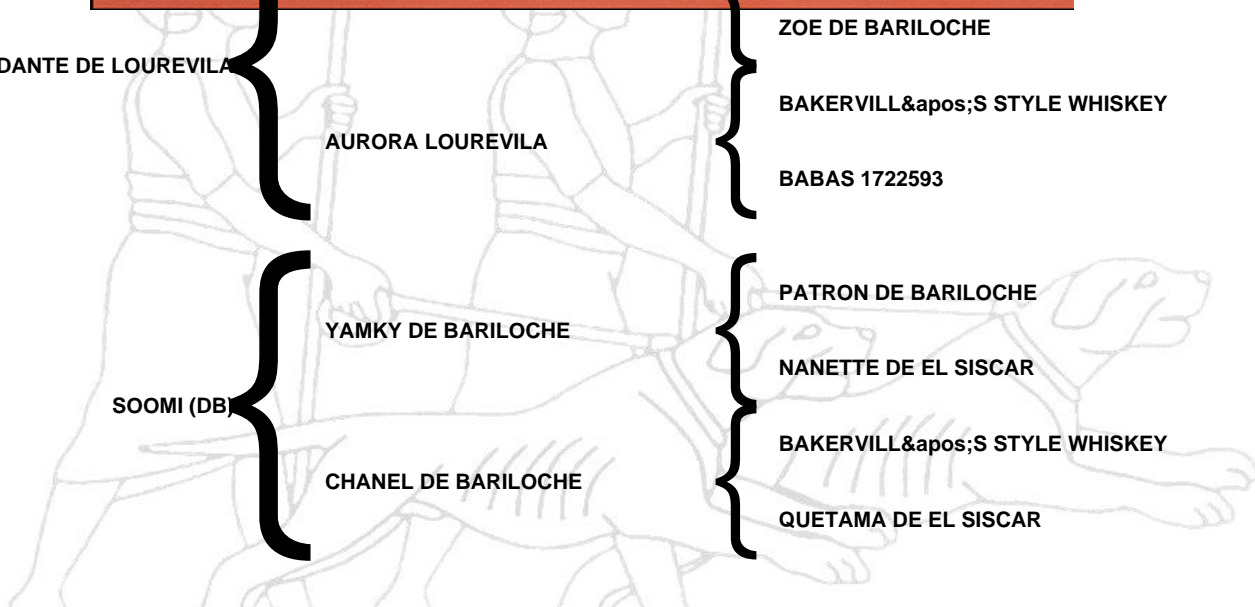 ZOE DE BARILOCHE
DANTE DE LOUREVILA
BAKERVILL&apos;S STYLE WHISKEY
AURORA LOUREVILA
BABAS 1722593
PATRON DE BARILOCHE
YAMKY DE BARILOCHE
NANETTE DE EL SISCAR
SOOMI (DB)
BAKERVILL&apos;S STYLE WHISKEY
CHANEL DE BARILOCHE
QUETAMA DE EL SISCAR